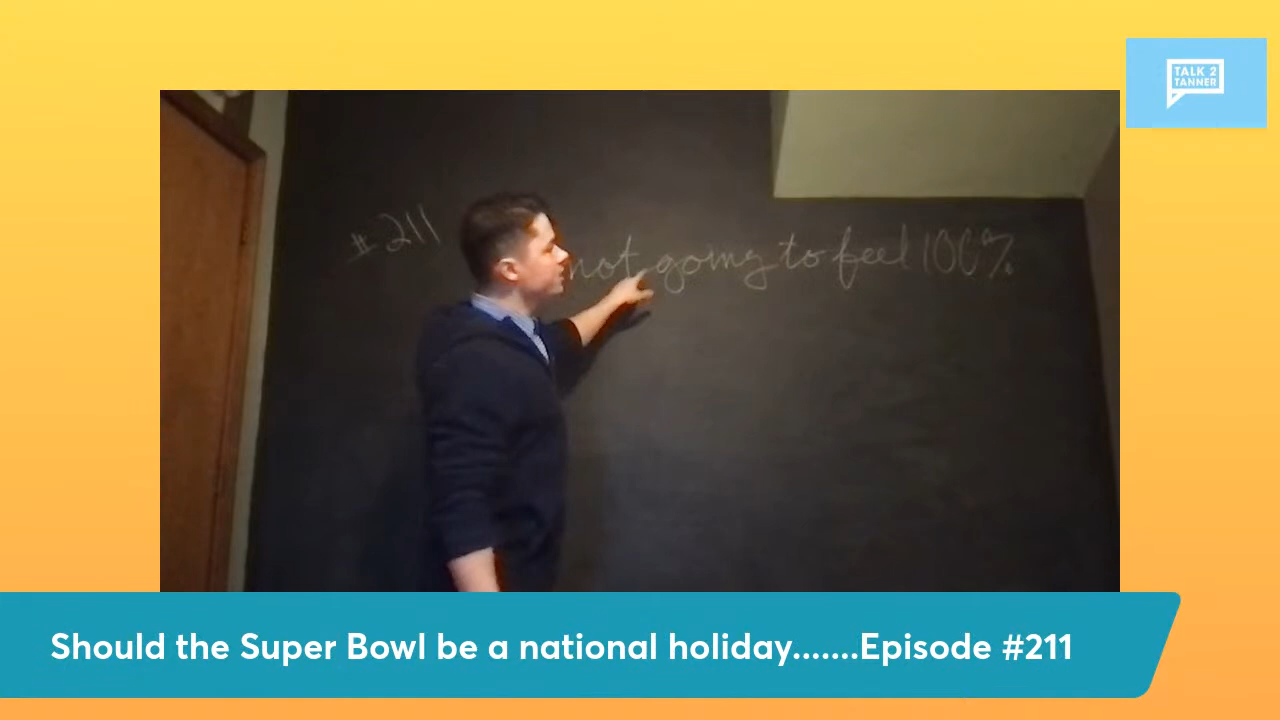 TALK 2
TANNER
#211
not going to feel 100%
Should the Super Bowl be a national holiday.......Episode #211